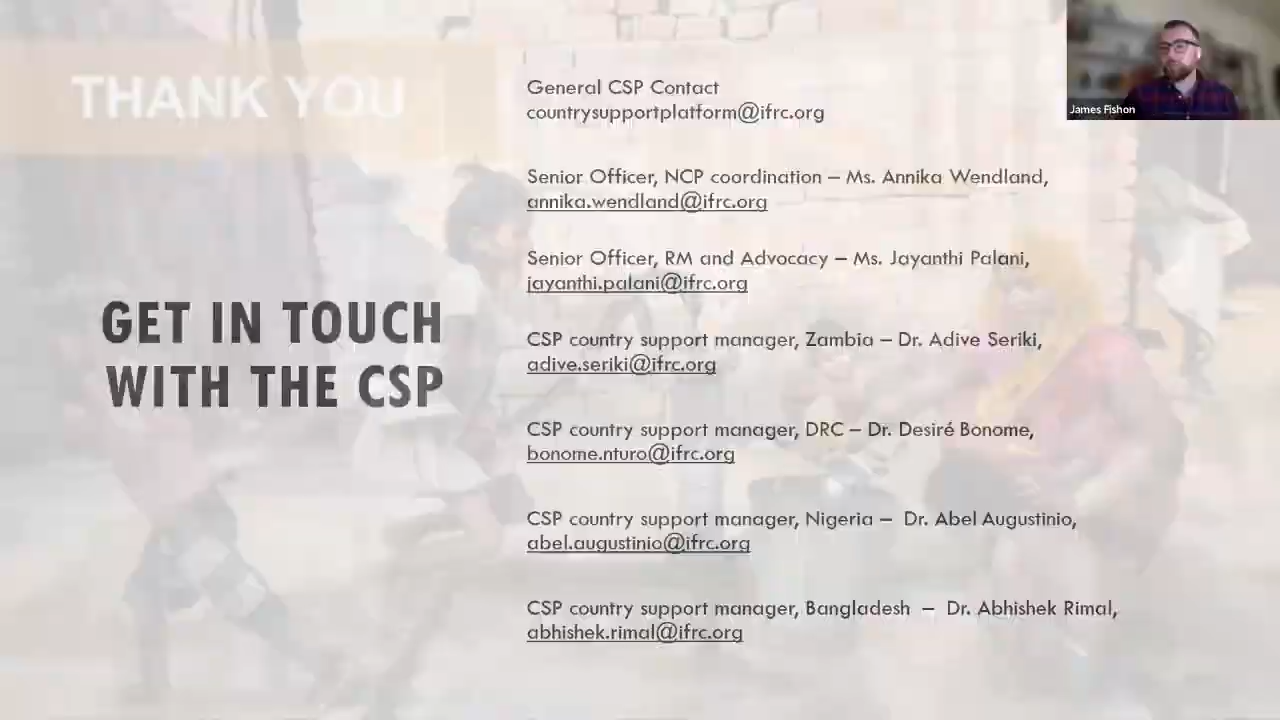 THANK YOU
GET IN TOUCH
WITH THE CSP
General CSP Contact
countrysupportplatform@ifrc.org
Senior Officer, NCP coordination – Ms. Annika Wendland,
annika.wendland@ifrc.org
Senior Officer, RM and Advocacy – Ms. Jayanthi Palani,
jayanthi.palani@ifrc.org
CSP country support manager, Zambia – Dr. Adive Seriki,
adive.seriki@ifrc.org
CSP country support manager, DRC – Dr. Desiré Bonome,
bonome.nturo@ifrc.org
CSP country support manager, Nigeria – Dr. Abel Augustinio,
abel.augustinio@ifrc.org
CSP country support manager, Bangladesh – Dr. Abhishek Rimal,
abhishek.rimal@ifrc.org
James Fishon